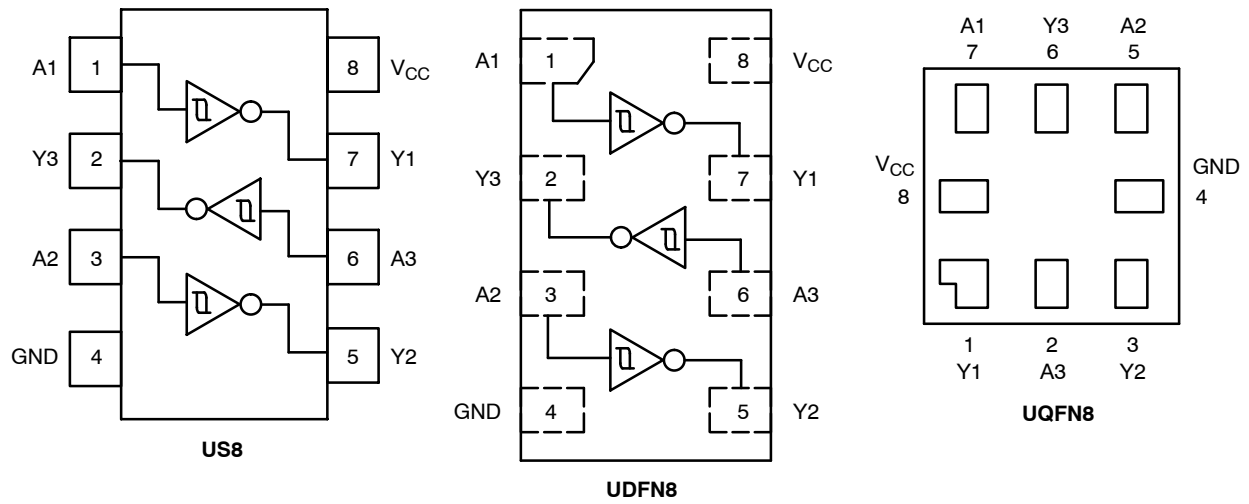 A1 1 8 VCC
Y3 2 7 Y1
A2 3 6 A3
GND 4 5 Y2
US8
A1 1 8 VCC
Y3 2 7 Y1
A2 3 6 A3
GND 4 5 Y2
UDFN8
A1 Y3 A2
7 6 5
VCC GND
8 4
1 2 3
Y1 A3 Y2
UQFN8